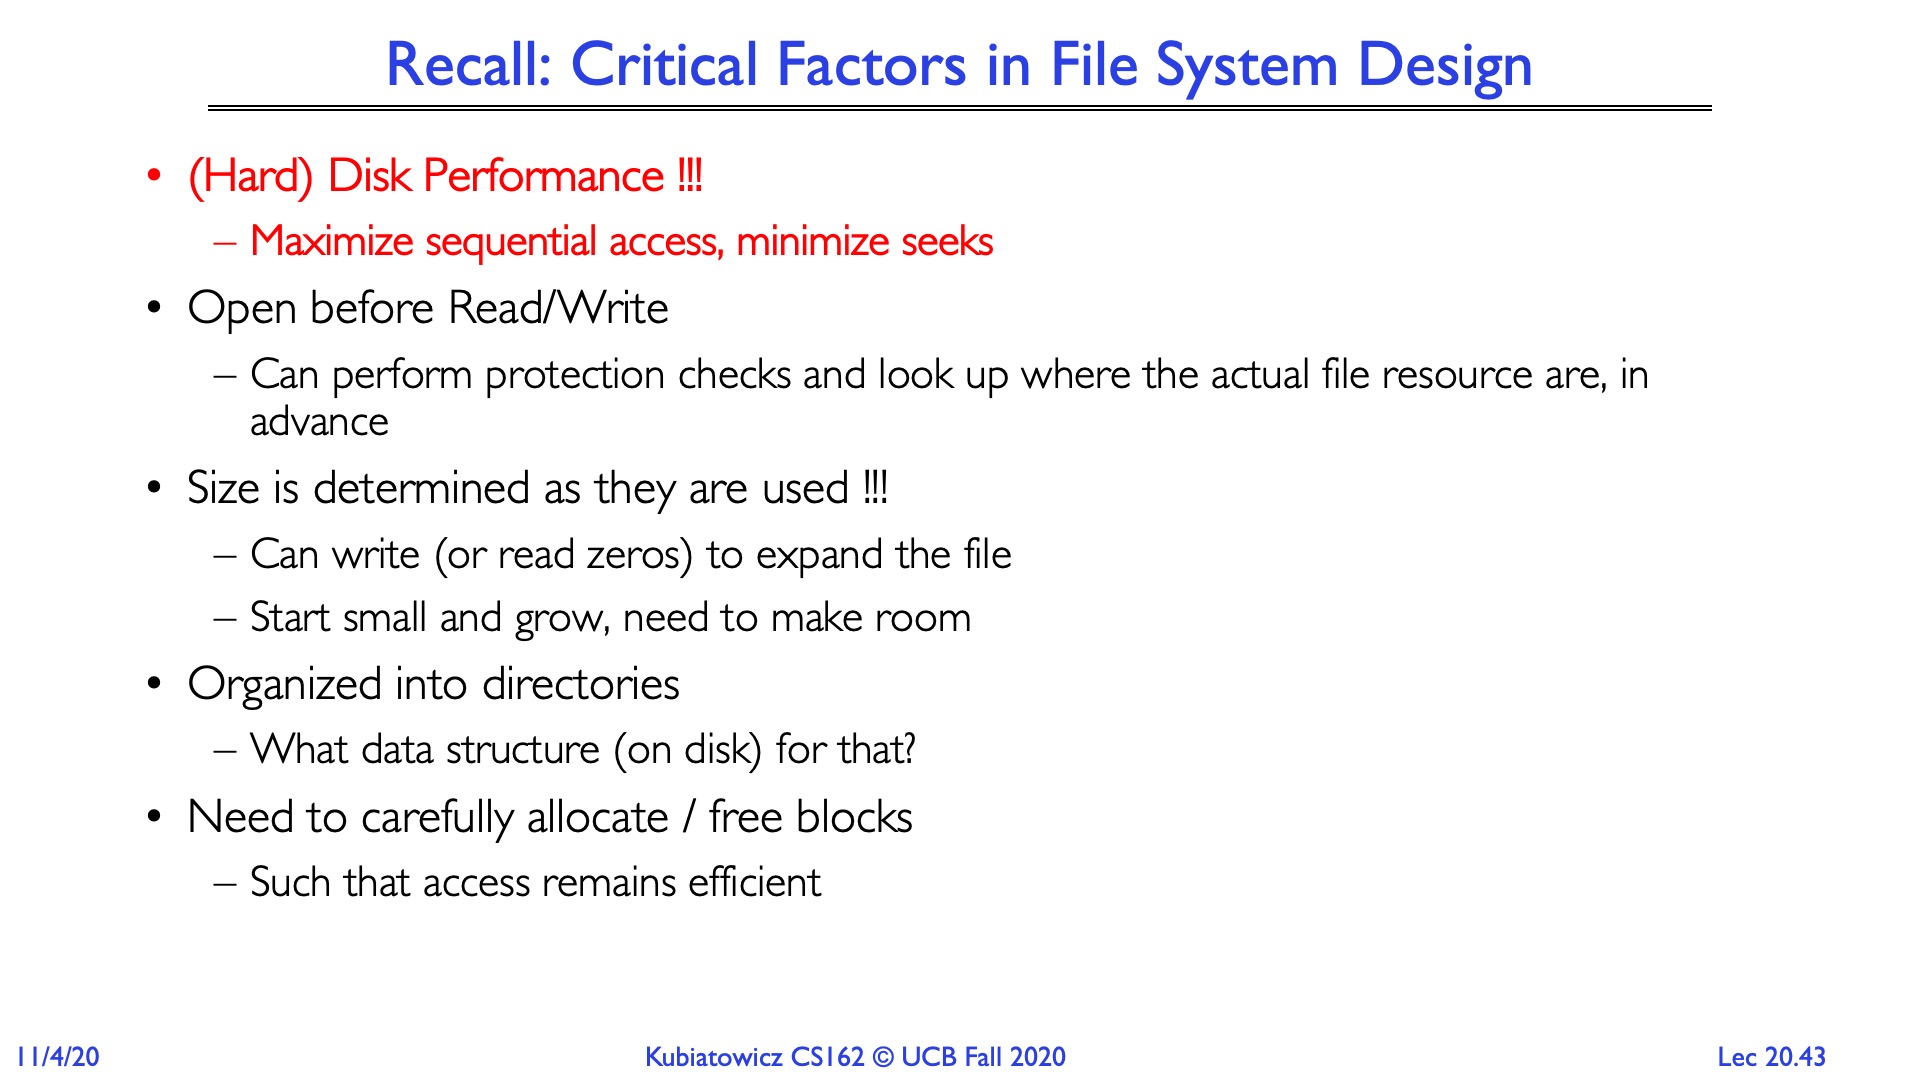 Recall: Critical Factors in File System Design
• (Hard) Disk Performance !!!
– Maximize sequential access, minimize seeks
• Open before Read/Write
– Can perform protection checks and look up where the actual file resource are, in
advance
• Size is determined as they are used !!!
– Can write (or read zeros) to expand the file
– Start small and grow, need to make room
• Organized into directories
– What data structure (on disk) for that?
• Need to carefully allocate / free blocks
– Such that access remains efficient
11/4/20
Kubiatowicz CS162 © UCB Fall 2020
Lec 20.43